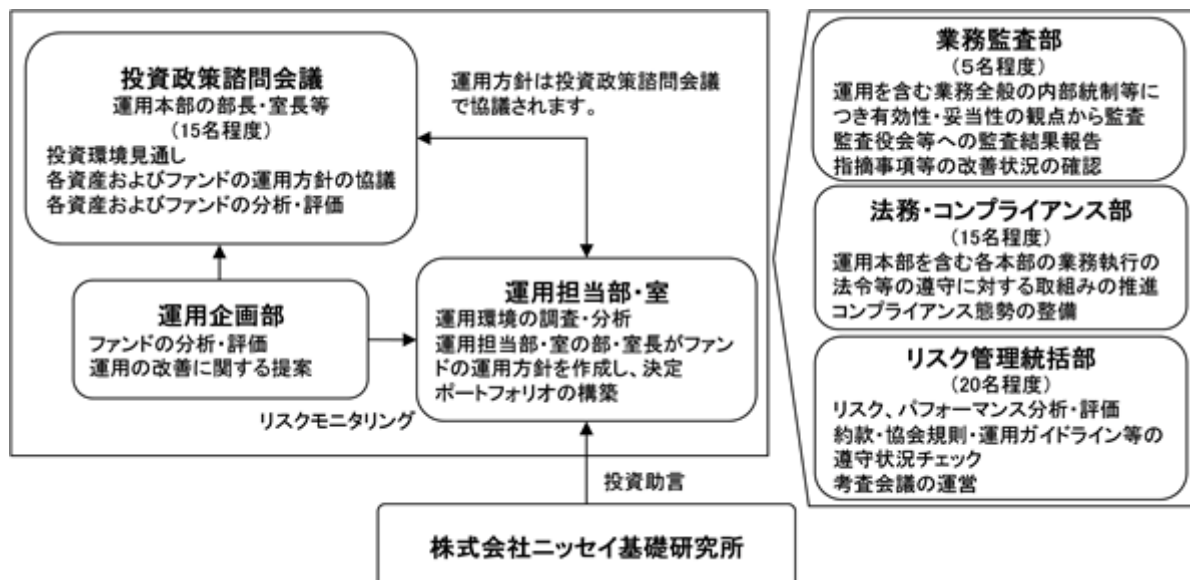 投資政策諮問会議
運用本部の部長・室長等
(15名程度)
投資環境見通し
各資産およびファンドの運用方針の協議
各資産およびファンドの分析・評価
運用方針は投資政策諮問会議
で協議されます。
運用企画部
ファンドの分析・評価
運用の改善に関する提案
リスクモニタリング
運用担当部・室
運用環境の調査・分析
運用担当部・室の部・室長がファン
ドの運用方針を作成し、決定
ポートフォリオの構築
投資助言
株式会社ニッセイ基礎研究所
業務監査部
(5名程度)
運用を含む業務全般の内部統制等に
つき有効性・妥当性の観点から監査
監査役会等への監査結果報告
指摘事項等の改善状況の確認
法務・コンプライアンス部
(15名程度)
運用本部を含む各本部の業務執行の
法令等の遵守に対する取組みの推進
コンプライアンス態勢の整備
リスク管理統括部
(20名程度)
リスク、パフォーマンス分析・評価
約款・協会規則・運用ガイドライン等の
遵守状況チェック
考査会議の運営